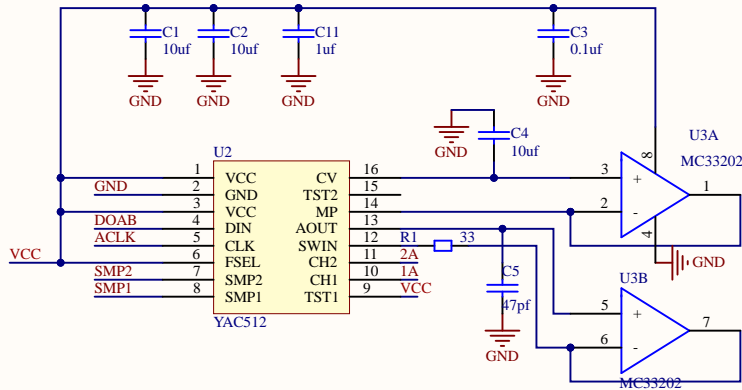 C1
10uf
GND
C2
10uf
GND
C11
1uf
GND
C3
0.1uf
GND
GND
C4
10uf
U3A
MC33202
8
3
+
2
-
1
4
GND
U2
1 VCC CV 16
GND 2 GND TST2 15
3 VCC MP 14
DOAB 4 DIN AOUT 13
ACLK 5 CLK SWIN 12 R1 33
VCC 6 FSEL CH2 11 2A
SMP2 7 SMP2 CH1 10 1A
SMP1 8 SMP1 TST1 9 VCC
YAC512
C5
47pf
GND
U3B
5
+
6
-
7
MC33202